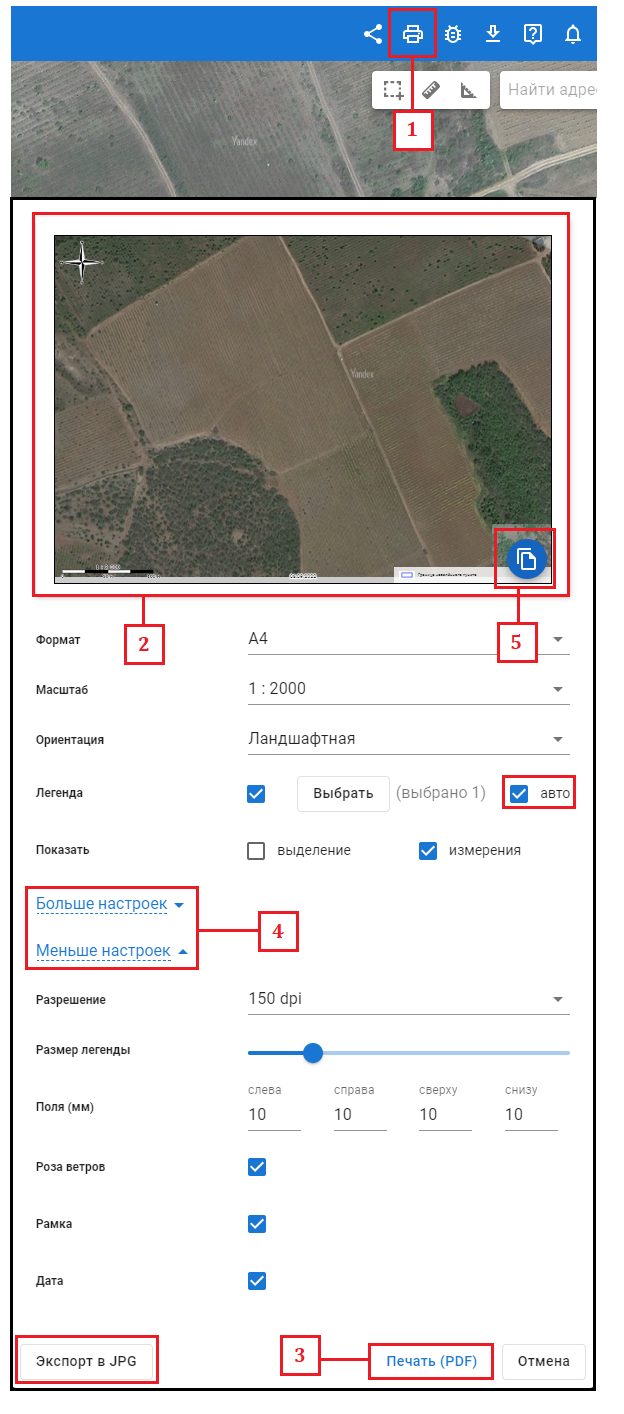 Найти адре
1
Yandex
Yandex
2
5
Формат
A4
Масштаб
1 : 2000
Ориентация
Ландшафтная
Легенда
Выбрать (выбрано 1) авто
Показать
выделение измерения
Больше настроек
4
Меньше настроек
Разрешение
150 dpi
Размер легенды
слева справа сверху снизу
Поля (мм)
10 10 10 10
Роза ветров
Рамка
Дата
Экспорт в JPG
3
Печать (PDF)
Отмена